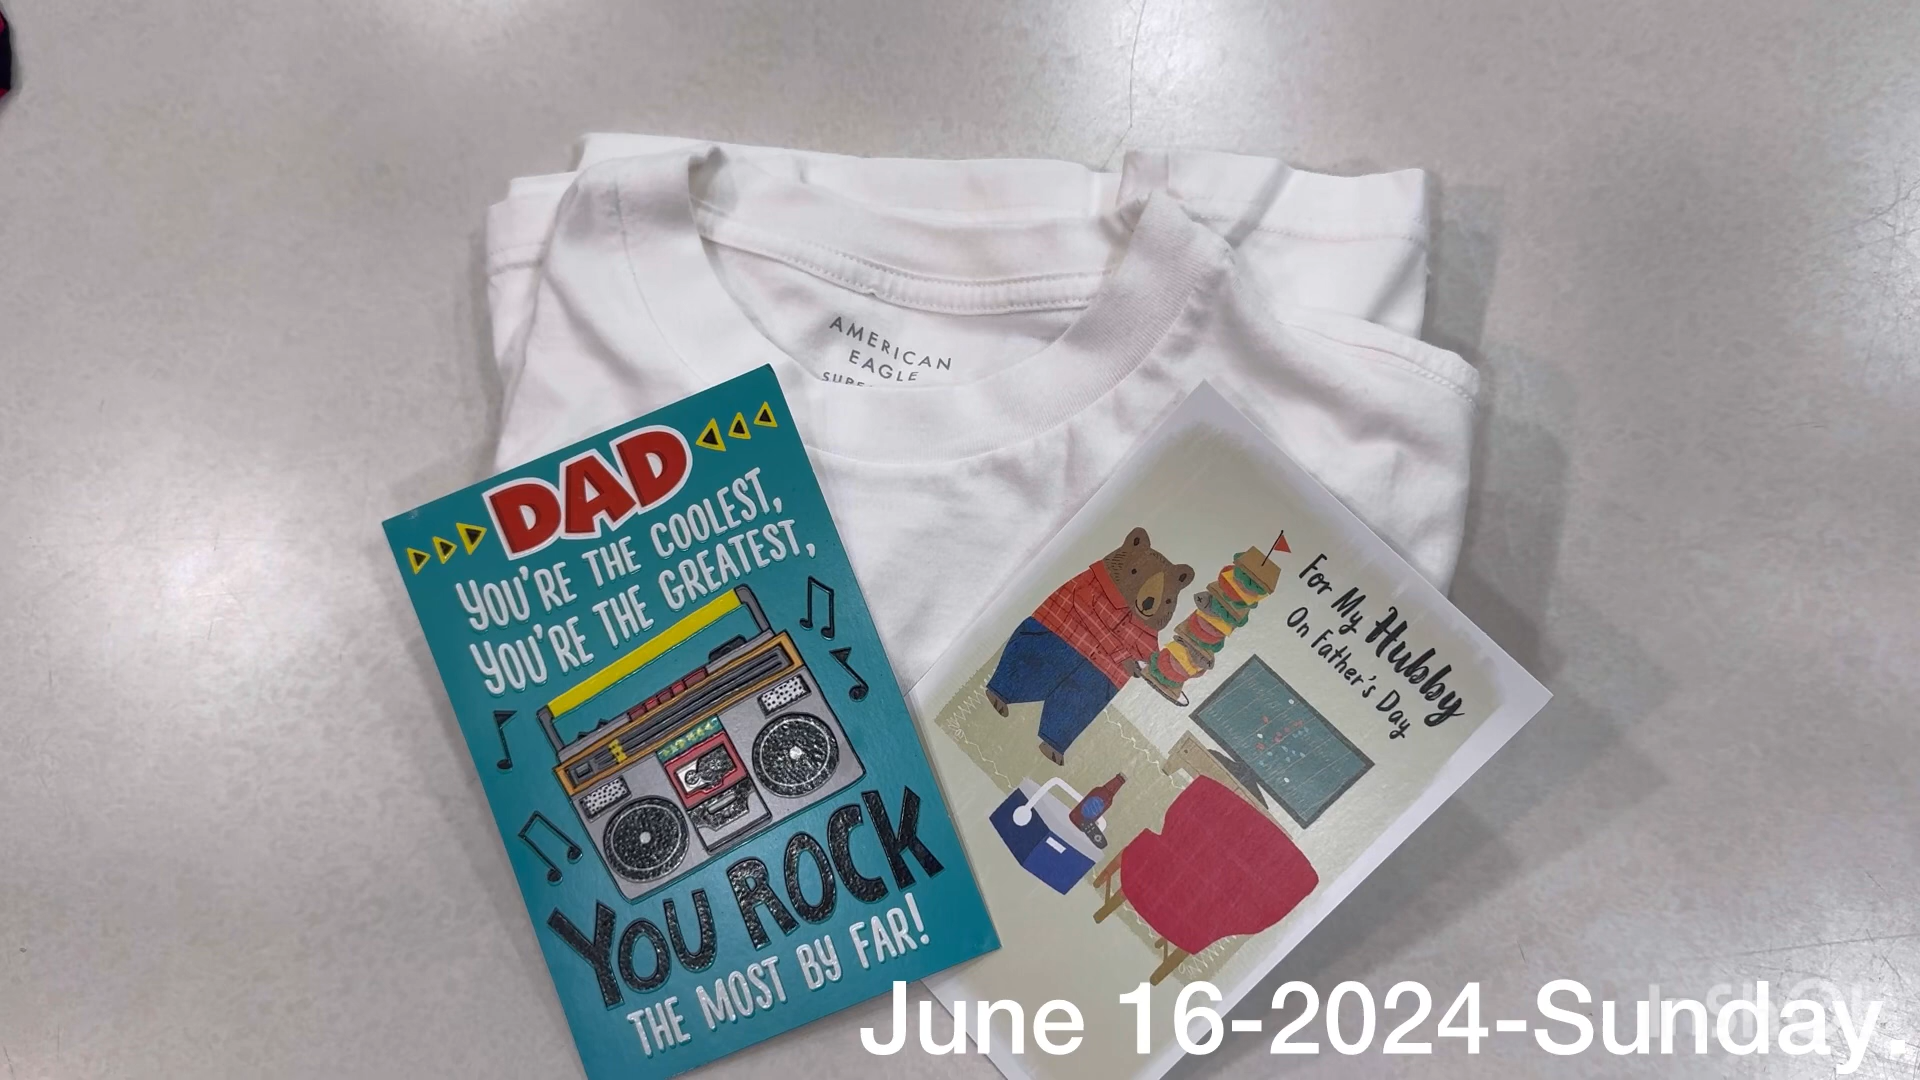 AMERICAN
EAGLE
DAD
YOU'RE THE COOLEST,
YOU'RE THE GREATEST,
YOU ROCK
THE MOST BY FAR!
For My Hubby
On Father's Day
June 16-2024-Sunday.